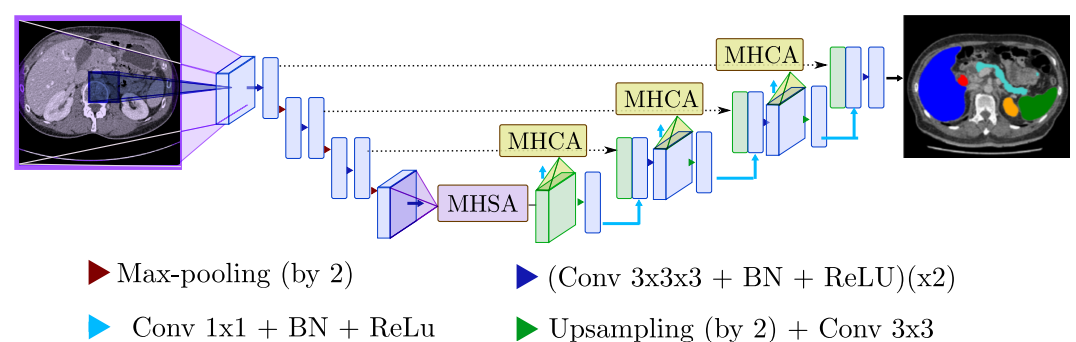 MHCA
MHCA
MHCA
MHSA
Max-pooling (by 2)
(Conv 3x3x3 + BN + ReLU)(x2)
Conv 1x1 + BN + ReLu
Upsampling (by 2) + Conv 3x3